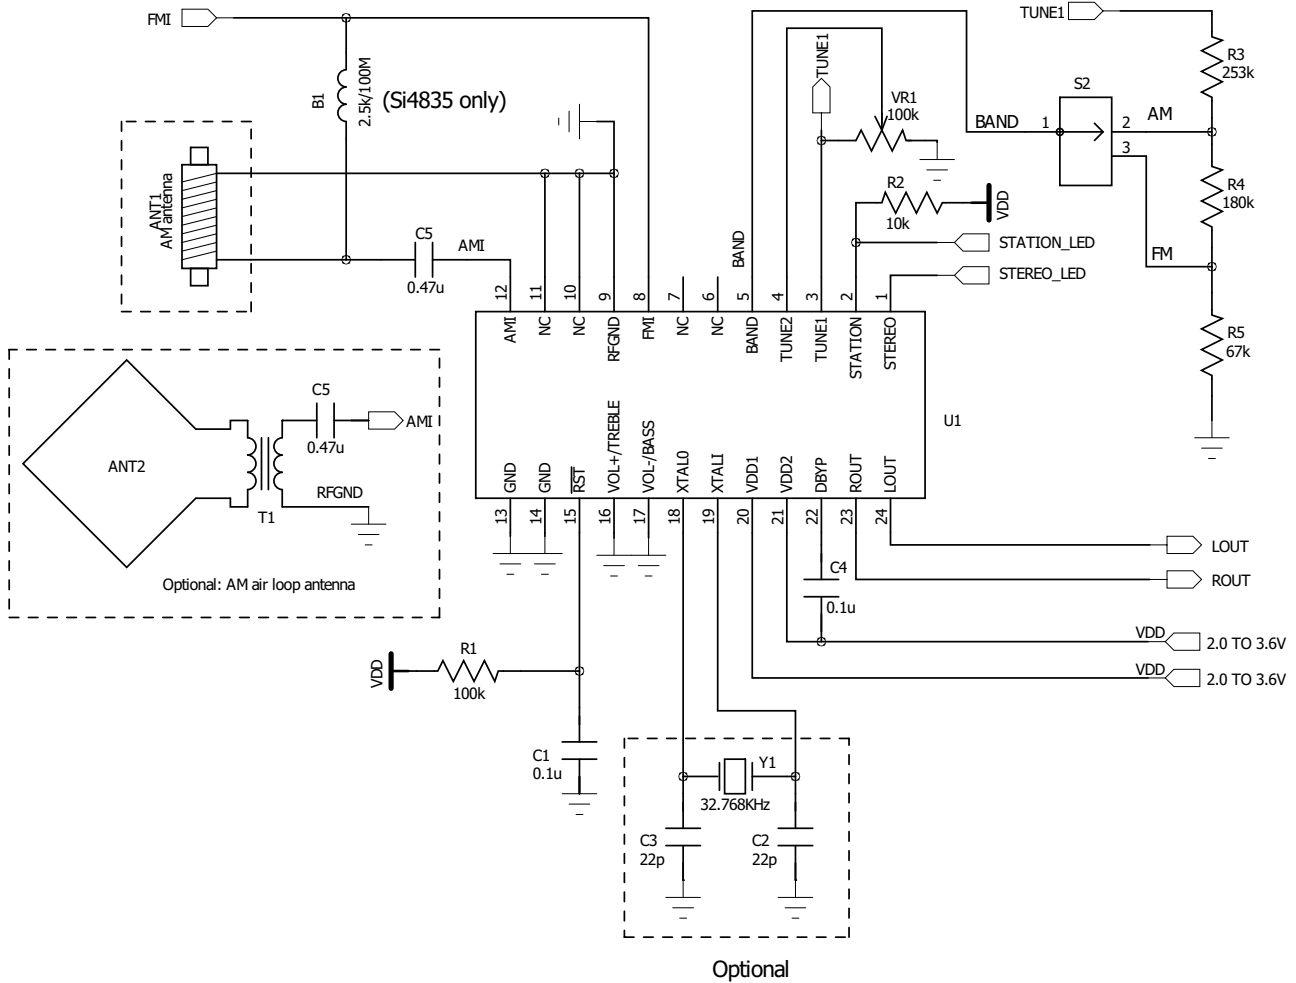 FMI
B1
2.5k/100M
(Si4835 only)
ANT1
AM antenna
C5
0.47u
AMI
TUNE1
VR1
100k
R2
10k
VDD
STATION_LED
STEREO_LED
BAND
BAND
TUNE1
S2
1
2
3
AM
FM
R3
253k
R4
180k
R5
67k
12
11
10
9
8
7
6
5
4
3
2
1
AMI
NC
NC
RFGND
FMI
NC
NC
BAND
TUNE2
TUNE1
STATION
STEREO
U1
GND
GND
RST
VOL+/TREBLE
VOL-/BASS
XTAL0
XTALI
VDD1
VDD2
DBYP
ROUT
LOUT
13
14
15
16
17
18
19
20
21
22
23
24
ANT2
T1
C5
0.47u
AMI
RFGND
Optional: AM air loop antenna
C4
0.1u
LOUT
ROUT
VDD
2.0 TO 3.6V
VDD
2.0 TO 3.6V
VDD
R1
100k
C1
0.1u
Y1
32.768KHz
C3
22p
C2
22p
Optional